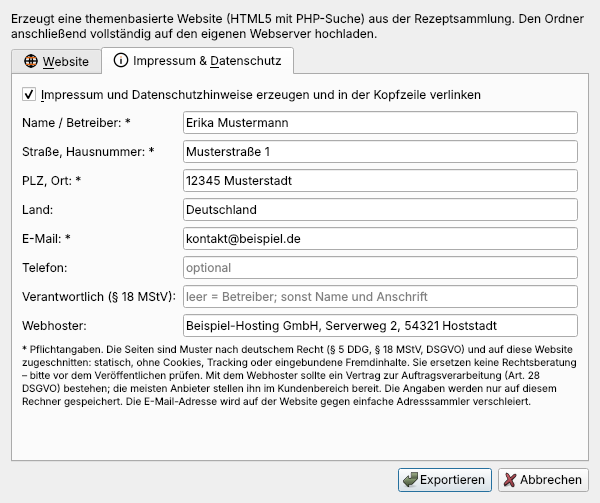 Erzeugt eine themenbasierte Website (HTML5 mit PHP-Suche) aus der Rezeptsammlung. Den Ordner
anschließend vollständig auf den eigenen Webserver hochladen.
Website
Impressum & Datenschutz
Impressum und Datenschutzhinweise erzeugen und in der Kopfzeile verlinken
Name / Betreiber: * Erika Mustermann
Straße, Hausnummer: * Musterstraße 1
PLZ, Ort: * 12345 Musterstadt
Land: Deutschland
E-Mail: * kontakt@beispiel.de
Telefon: optional
Verantwortlich (§ 18 MStV): leer = Betreiber; sonst Name und Anschrift
Webhoster: Beispiel-Hosting GmbH, Serverweg 2, 54321 Hoststadt
* Pflichtangaben. Die Seiten sind Muster nach deutschem Recht (§ 5 DDG, § 18 MStV, DSGVO) und auf diese Website
zugeschnitten: statisch, ohne Cookies, Tracking oder eingebundene Fremdinhalte. Sie ersetzen keine Rechtsberatung
– bitte vor dem Veröffentlichen prüfen. Mit dem Webhoster sollte ein Vertrag zur Auftragsverarbeitung (Art. 28
DSGVO) bestehen; die meisten Anbieter stellen ihn im Kundenbereich bereit. Die Angaben werden nur auf diesem
Rechner gespeichert. Die E-Mail-Adresse wird auf der Website gegen einfache Adresssammler verschleiert.
Exportieren
Abbrechen